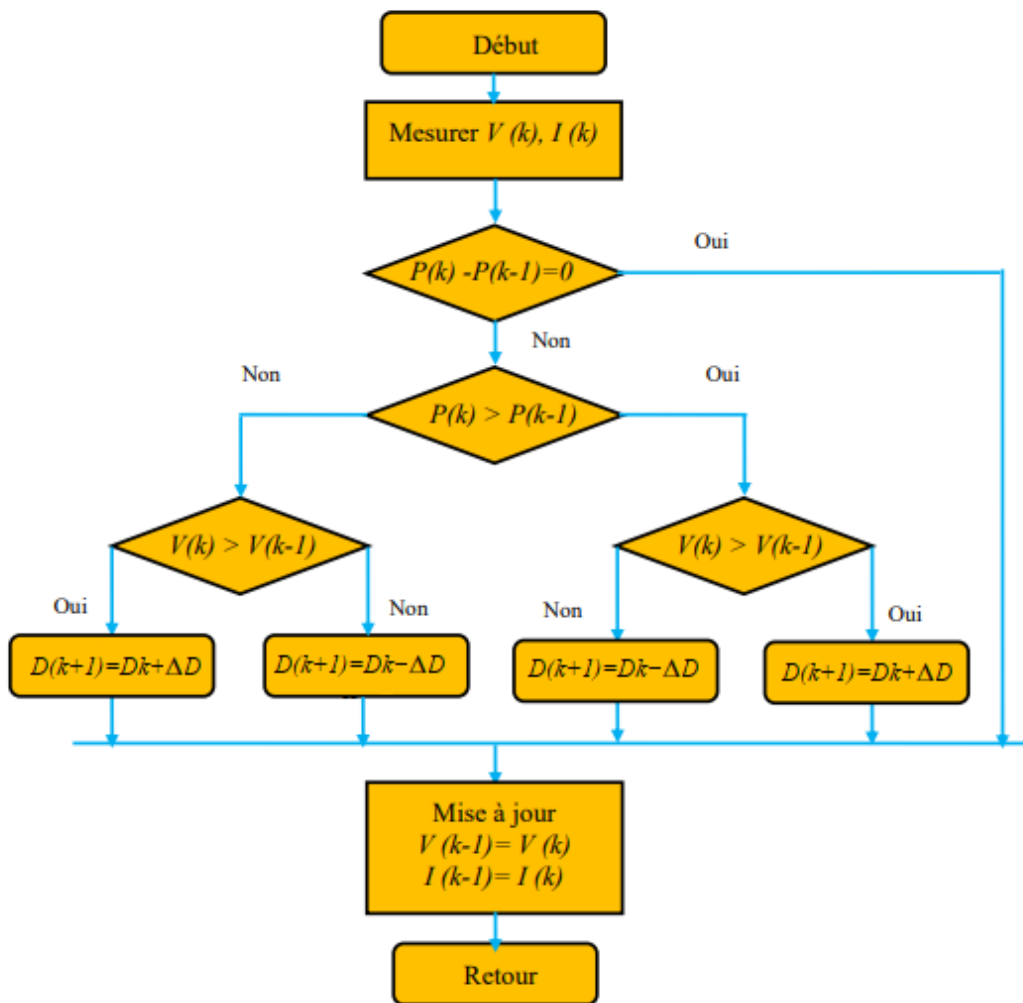 Début
Mesurer V (k), I (k)
Oui
P(k) -P(k-1)=0
Non
Non
Oui
P(k) > P(k-1)
V(k) > V(k-1)
V(k) > V(k-1)
Oui
Non
Non
Oui
D(k+1)=Dk+ΔD
D(k+1)=Dk−ΔD
D(k+1)=Dk−ΔD
D(k+1)=Dk+ΔD
Mise à jour
V (k-1)= V (k)
I (k-1)= I (k)
Retour